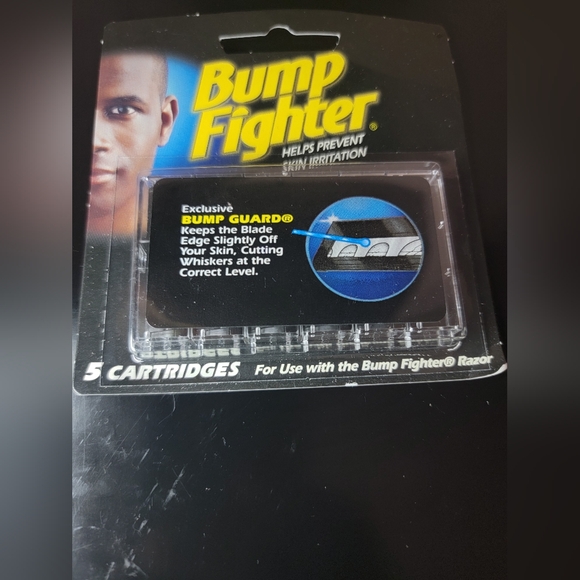 Bump
Fighter®
HELPS PREVENT
SKIN IRRITATION
Exclusive
BUMP GUARD®
Keeps the Blade
Edge Slightly Off
Your Skin, Cutting
Whiskers at the
Correct Level.
5 CARTRIDGES
For Use with the Bump Fighter® Razor